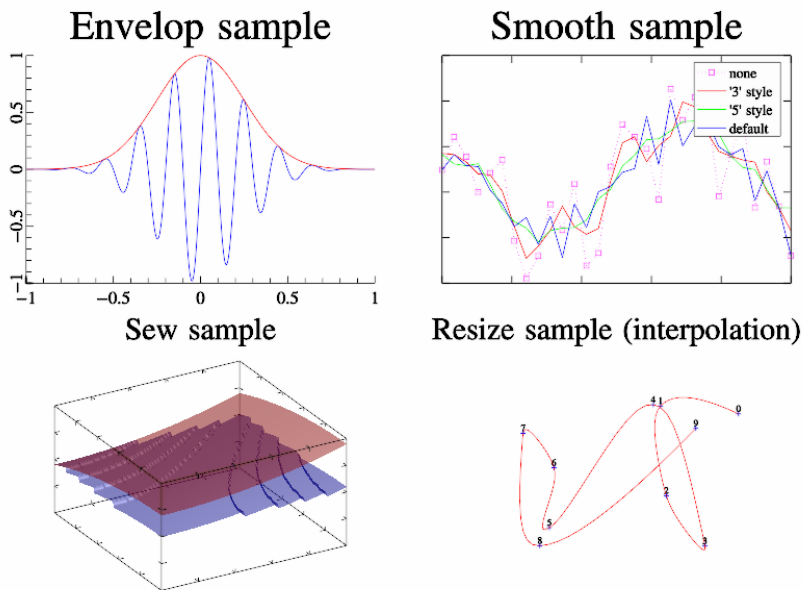 Envelop sample
Smooth sample
1
0.5
0
−0.5
−1
−1 −0.5 0 0.5 1
none
'3' style
'5' style
default
Sew sample
Resize sample (interpolation)
4 1 0
7 9
6
2
5
8 3